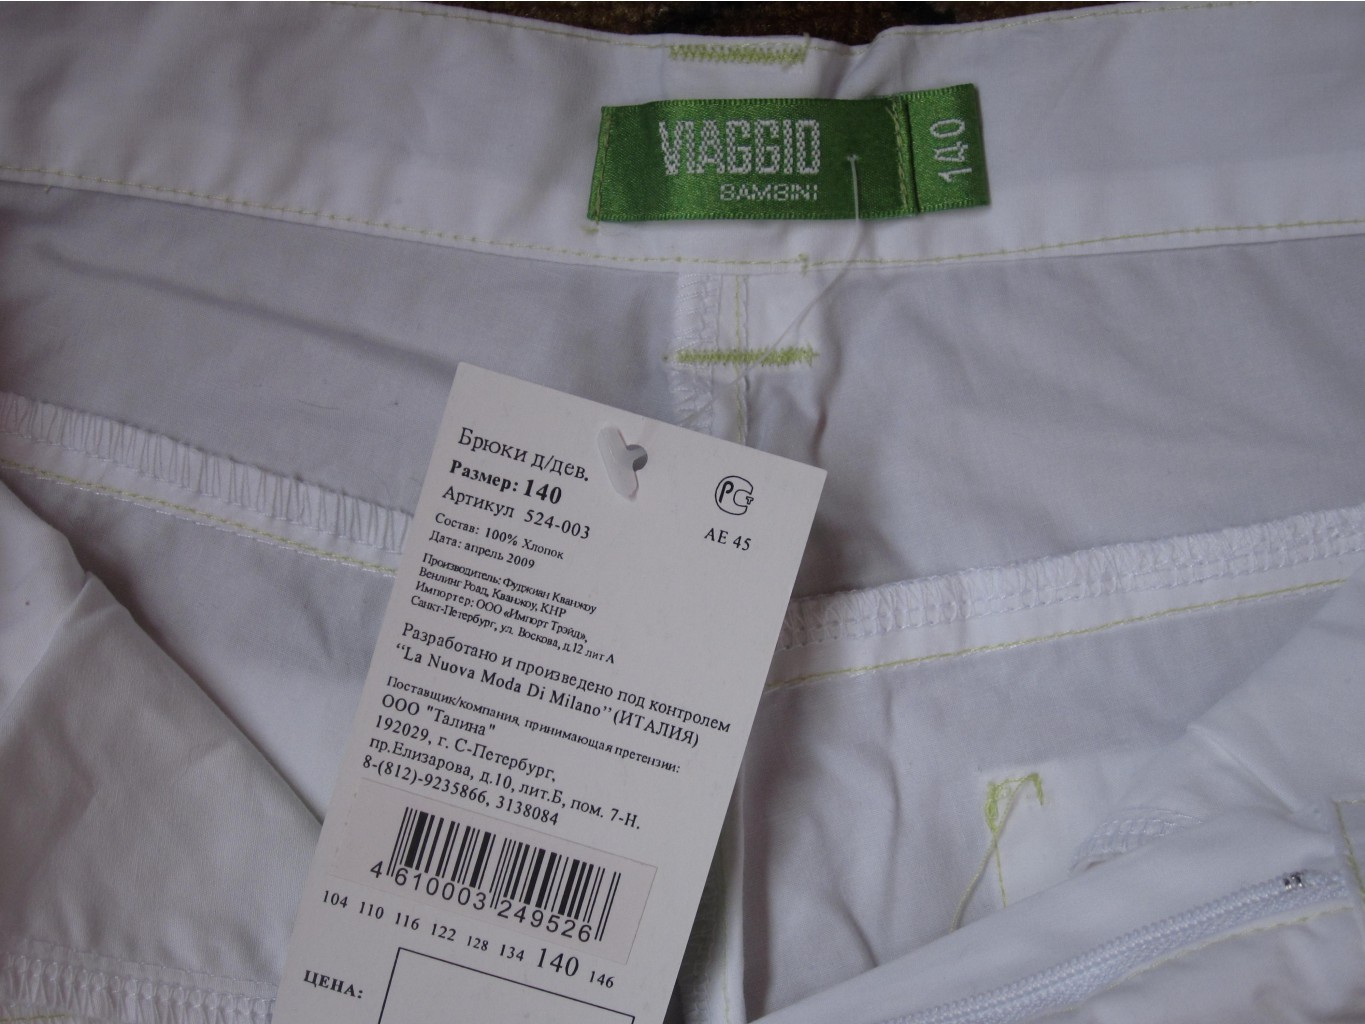 VIAGGIO
BAMBINI
140
Брюки д/дев.
Размер: 140
Артикул 524-003
Состав: 100% Хлопок
Дата: апрель 2009
Производитель: Фуджиан Кванжоу
Венлинг Роад, Кванжоу, КНР
Импортер: ООО «Импорт Трэйд»,
Санкт-Петербург, ул. Воскова, д.12 лит А
Разработано и произведено под контролем
“La Nuova Moda Di Milano” (ИТАЛИЯ)
Поставщик/компания, принимающая претензии:
ООО "Талина"
192029, г. С-Петербург,
пр.Елизарова, д.10, лит.Б, пом. 7-Н.
8-(812)-9235866, 3138084
РСТ
АЕ 45
4 610003 249526
104 110 116 122 128 134 140 146
ЦЕНА: